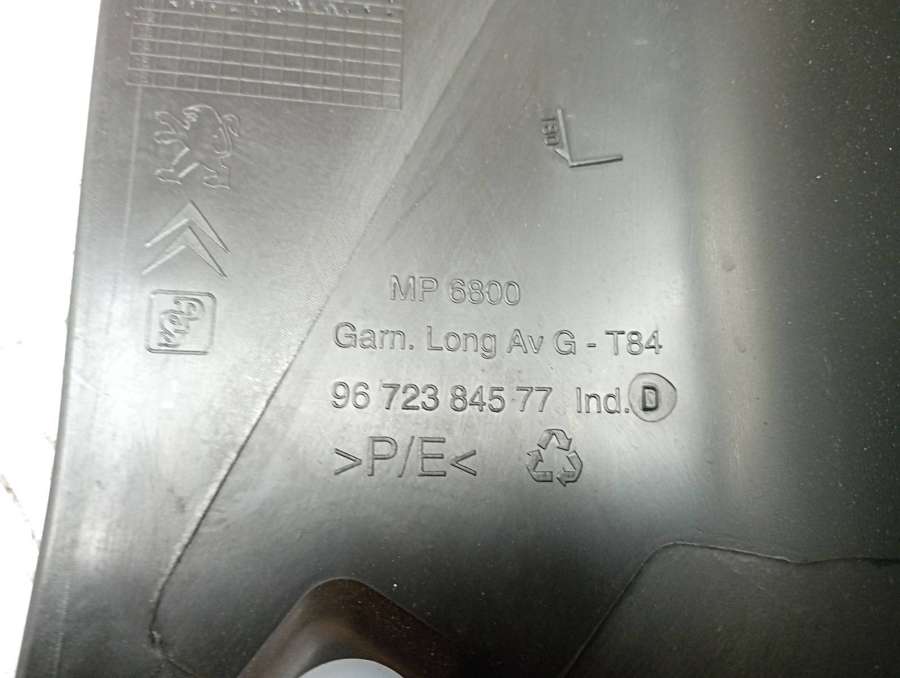 MP 6800
Garn. Long Av G - T84
96 723 845 77 Ind. D
>P/E<